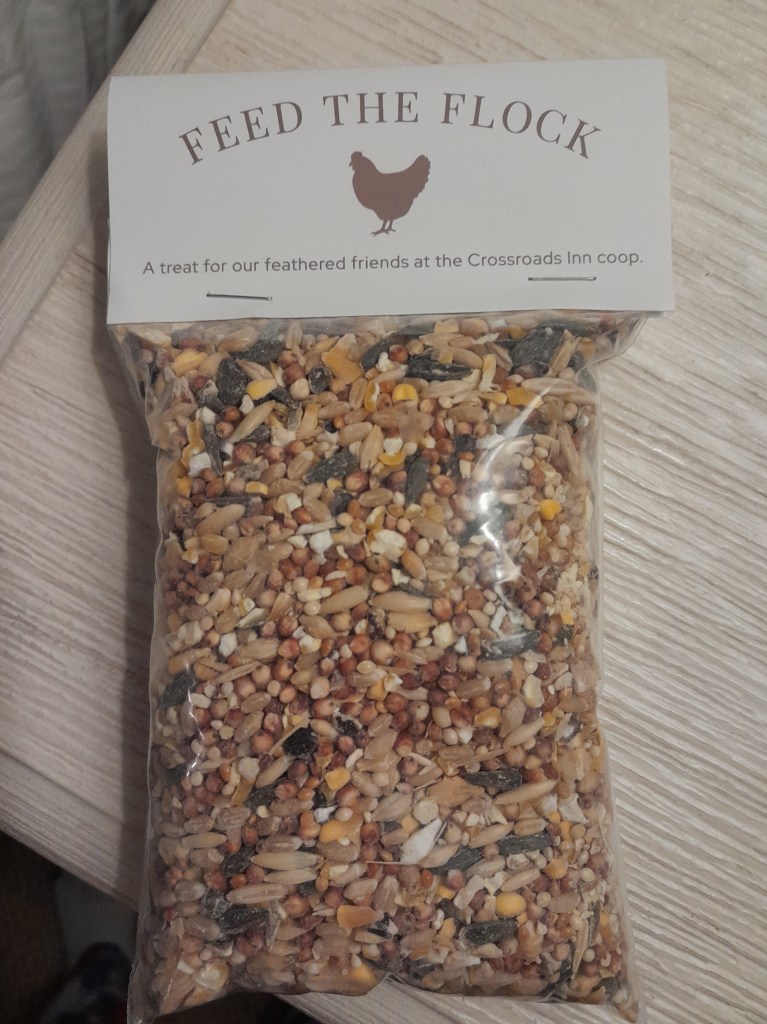 FEED THE FLOCK
A treat for our feathered friends at the Crossroads Inn coop.